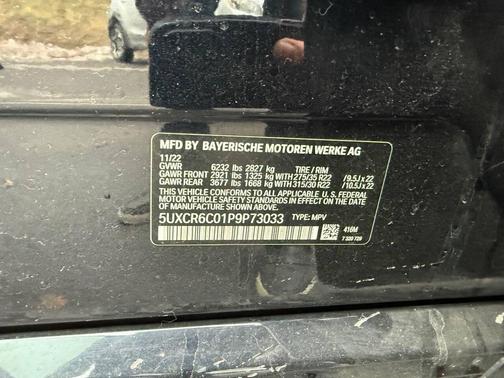 MFD BY BAYERISCHE MOTOREN WERKE AG
11/22
GVWR 6232 lbs 2827 kg TIRE / RIM
GAWR FRONT 2921 lbs 1325 kg WITH 275/35 R22 / 9.5J x 22
GAWR REAR 3677 lbs 1668 kg WITH 315/30 R22 / 10.5J x 22
THIS VEHICLE CONFORMS TO ALL APPLICABLE U.S. FEDERAL
MOTOR VEHICLE SAFETY STANDARDS IN EFFECT ON THE DATE
OF MANUFACTURE SHOWN ABOVE.
5UXCR6C01P9P73033 TYPE: MPV
416M
7 320 729